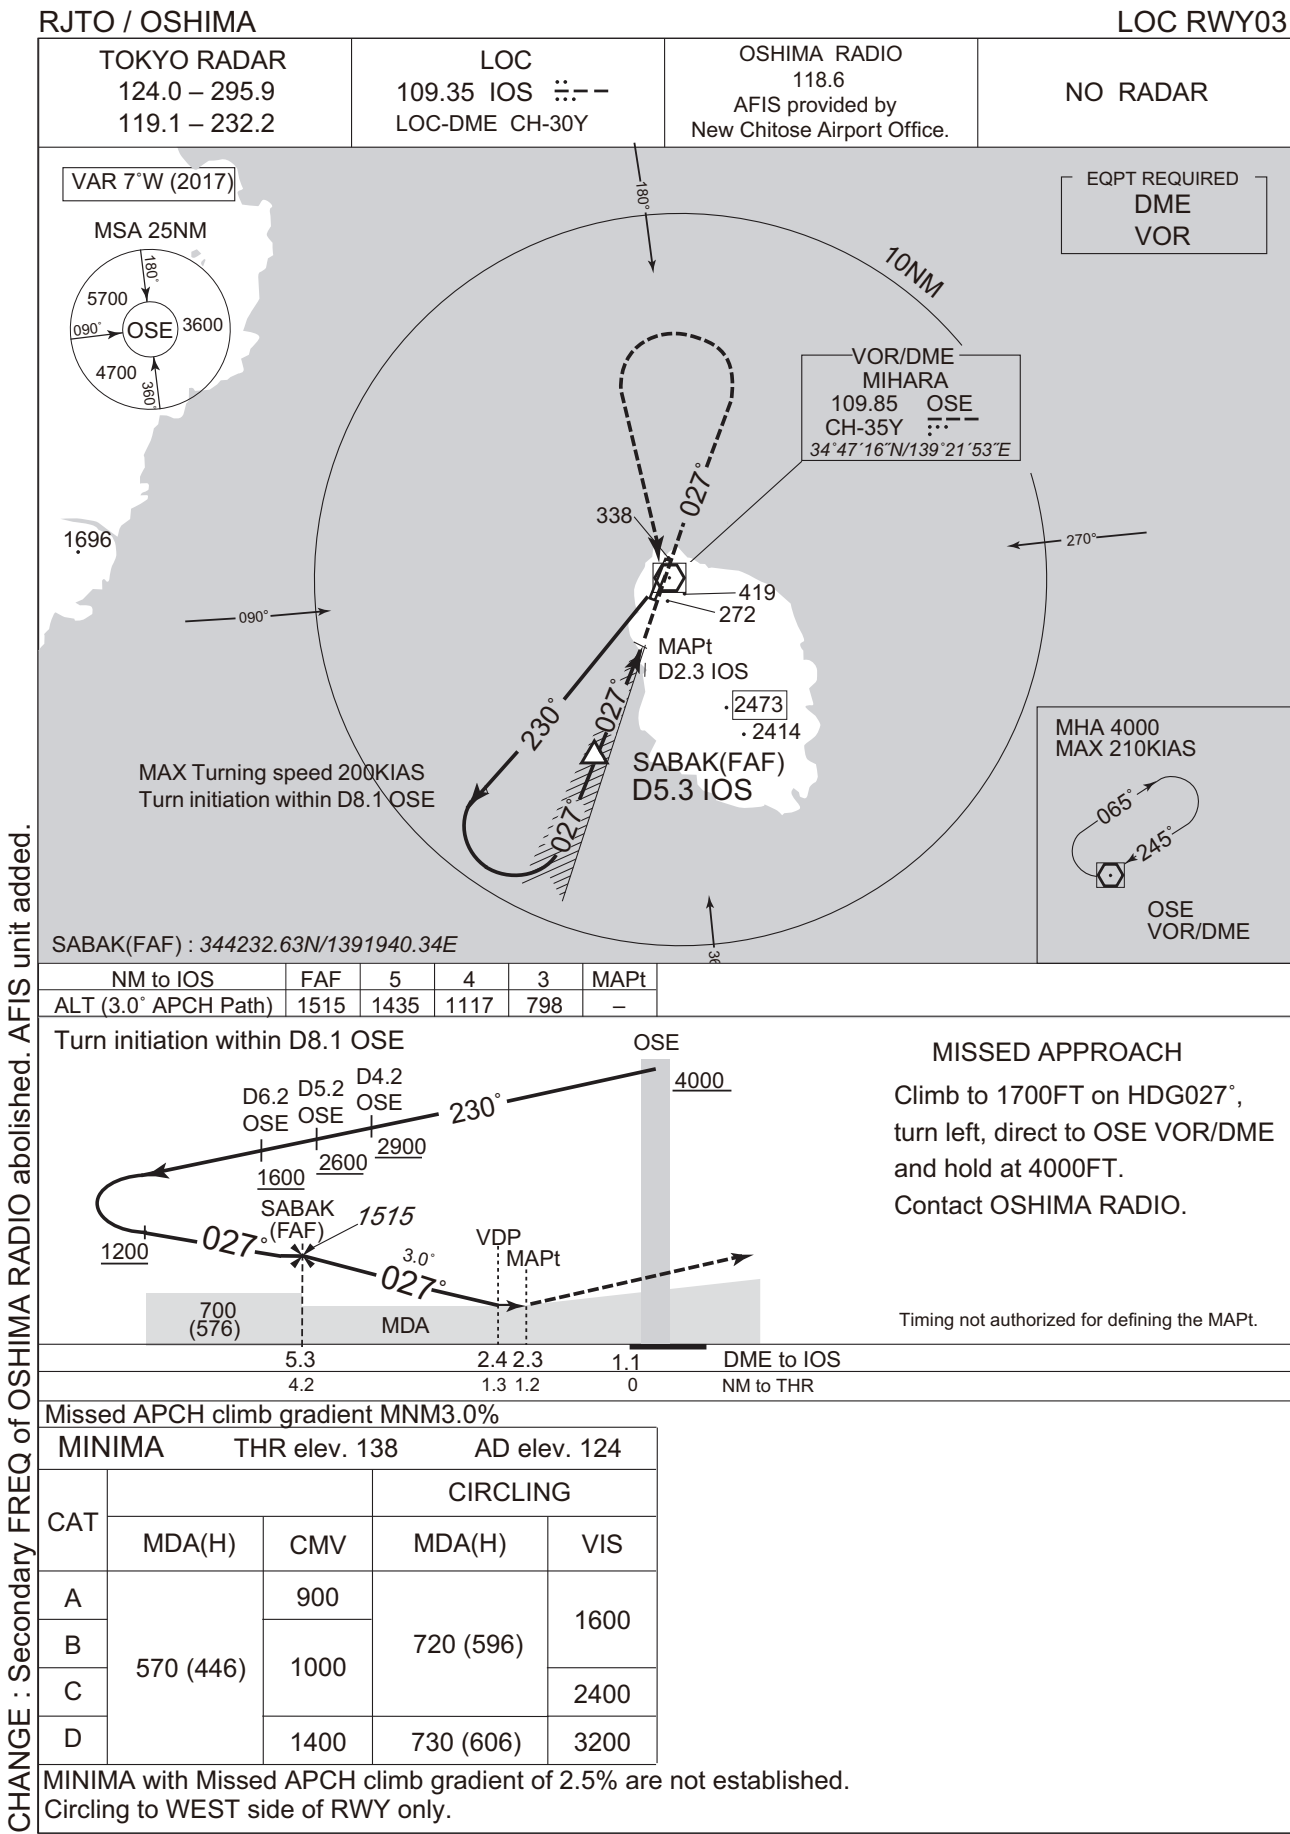 RJTO / OSHIMA
LOC RWY03
TOKYO RADAR
124.0 – 295.9
119.1 – 232.2
LOC
109.35 IOS
LOC-DME CH-30Y
OSHIMA RADIO
118.6
AFIS provided by
New Chitose Airport Office.
NO RADAR
VAR 7°W (2017)
MSA 25NM
180°
5700
3600
090°
OSE
4700
360°
180°
EQPT REQUIRED
DME
VOR
10NM
VOR/DME
MIHARA
109.85 OSE
CH-35Y
34°47´16˝N/139°21´53˝E
027°
338
1696
270°
419
272
090°
MAPt
D2.3 IOS
027°
230°
2473
2414
SABAK(FAF)
D5.3 IOS
MAX Turning speed 200KIAS
Turn initiation within D8.1 OSE
027°
MHA 4000
MAX 210KIAS
065°
245°
OSE
VOR/DME
36
SABAK(FAF) : 344232.63N/1391940.34E
NM to IOS FAF 5 4 3 MAPt
ALT (3.0° APCH Path) 1515 1435 1117 798 –
Turn initiation within D8.1 OSE
OSE
D6.2 OSE
D5.2 OSE
D4.2 OSE
230°
4000
2900
2600
1600
SABAK
(FAF)
1515
1200
027°
3.0°
027°
VDP
MAPt
700
(576)
MDA
MISSED APPROACH
Climb to 1700FT on HDG027°,
turn left, direct to OSE VOR/DME
and hold at 4000FT.
Contact OSHIMA RADIO.
Timing not authorized for defining the MAPt.
5.3 2.4 2.3 1.1 DME to IOS
4.2 1.3 1.2 0 NM to THR
Missed APCH climb gradient MNM3.0%
MINIMA THR elev. 138 AD elev. 124
CAT
CIRCLING
MDA(H) CMV MDA(H) VIS
A
B
C
D
570 (446)
900
1000
1400
720 (596)
730 (606)
1600
2400
3200
MINIMA with Missed APCH climb gradient of 2.5% are not established.
Circling to WEST side of RWY only.
CHANGE : Secondary FREQ of OSHIMA RADIO abolished. AFIS unit added.